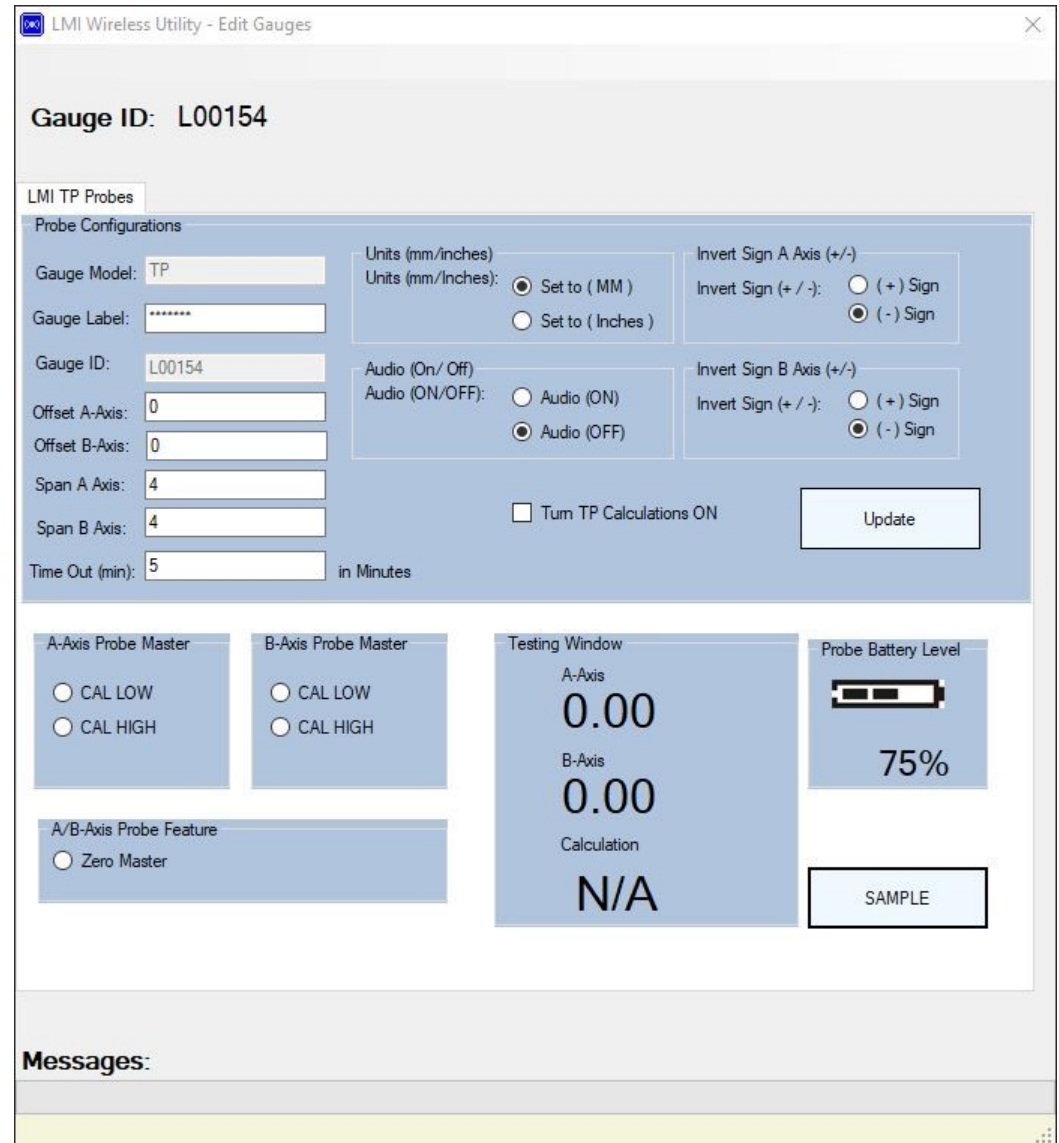 LMI Wireless Utility - Edit Gauges
Gauge ID: L00154
LMI TP Probes
Probe Configurations
Gauge Model: TP
Gauge Label: *******
Gauge ID: L00154
Offset A-Axis: 0
Offset B-Axis: 0
Span A Axis: 4
Span B Axis: 4
Time Out (min): 5 in Minutes
Units (mm/inches)
Units (mm/Inches):
Set to ( MM )
Set to ( Inches )
Audio (On/ Off)
Audio (ON/OFF):
Audio (ON)
Audio (OFF)
Invert Sign A Axis (+/-)
Invert Sign (+ / -):
( + ) Sign
( - ) Sign
Invert Sign B Axis (+/-)
Invert Sign (+ / -):
( + ) Sign
( - ) Sign
Turn TP Calculations ON
Update
A-Axis Probe Master
CAL LOW
CAL HIGH
B-Axis Probe Master
CAL LOW
CAL HIGH
A/B-Axis Probe Feature
Zero Master
Testing Window
A-Axis
0.00
B-Axis
0.00
Calculation
N/A
Probe Battery Level
75%
SAMPLE
Messages: